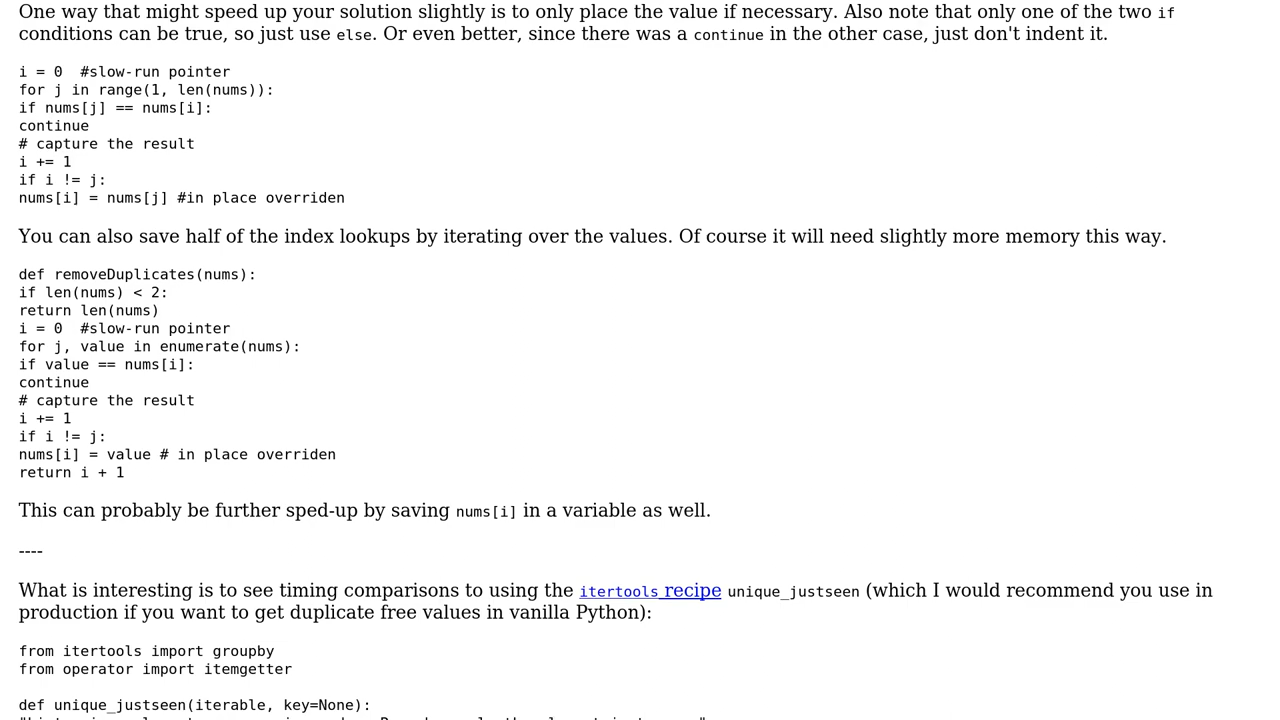 One way that might speed up your solution slightly is to only place the value if necessary. Also note that only one of the two if
conditions can be true, so just use else. Or even better, since there was a continue in the other case, just don't indent it.
i = 0  #slow-run pointer
for j in range(1, len(nums)):
if nums[j] == nums[i]:
continue
# capture the result
i += 1
if i != j:
nums[i] = nums[j] #in place overriden
You can also save half of the index lookups by iterating over the values. Of course it will need slightly more memory this way.
def removeDuplicates(nums):
if len(nums) < 2:
return len(nums)
i = 0  #slow-run pointer
for j, value in enumerate(nums):
if value == nums[i]:
continue
# capture the result
i += 1
if i != j:
nums[i] = value # in place overriden
return i + 1
This can probably be further sped-up by saving nums[i] in a variable as well.
----
What is interesting is to see timing comparisons to using the itertools recipe unique_justseen (which I would recommend you use in
production if you want to get duplicate free values in vanilla Python):
from itertools import groupby
from operator import itemgetter
def unique_justseen(iterable, key=None):